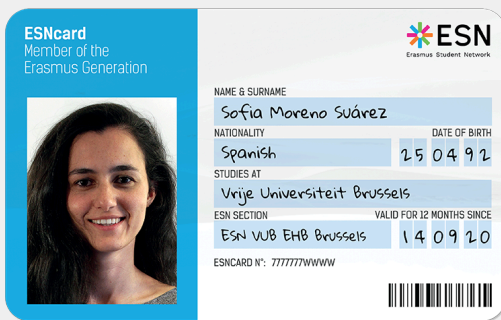 ESNcard
Member of the
Erasmus Generation
ESN
Erasmus Student Network
NAME & SURNAME
Sofia Moreno Suárez
NATIONALITY DATE OF BIRTH
Spanish 25 04 92
STUDIES AT
Vrije Universiteit Brussels
ESN SECTION VALID FOR 12 MONTHS SINCE
ESN VUB EHB Brussels 14 09 20
ESNCARD Nº: 7777777WWWW